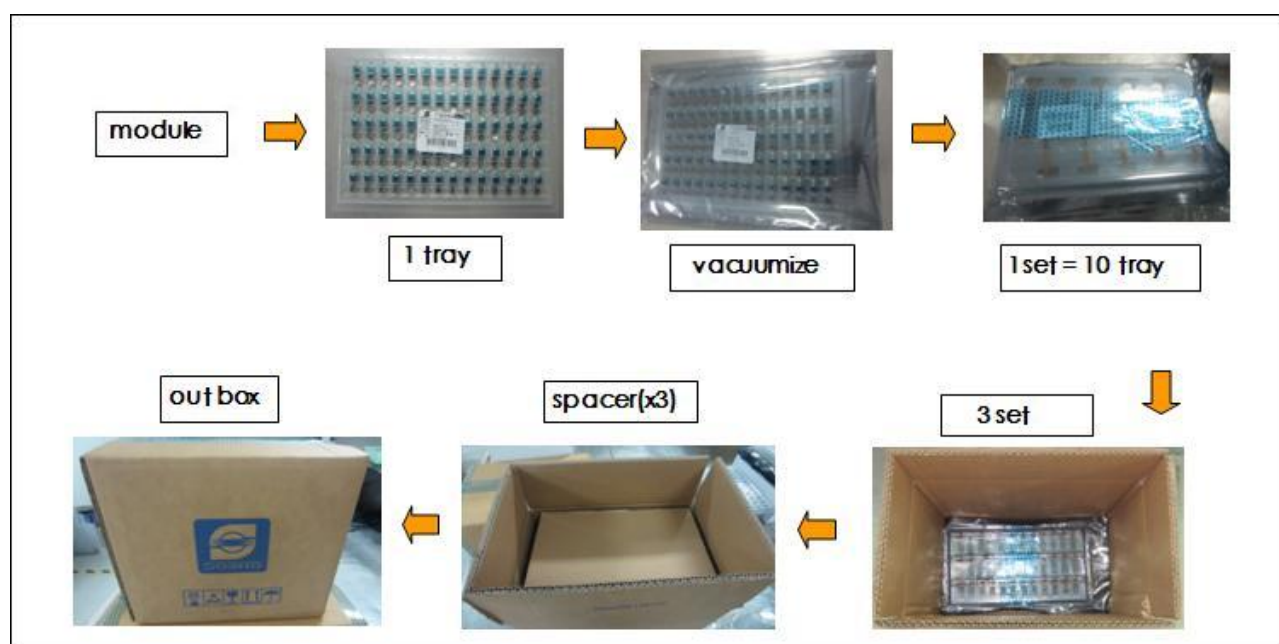 module
1 tray
vacuumize
1set = 10 tray
out box
spacer(x3)
3 set